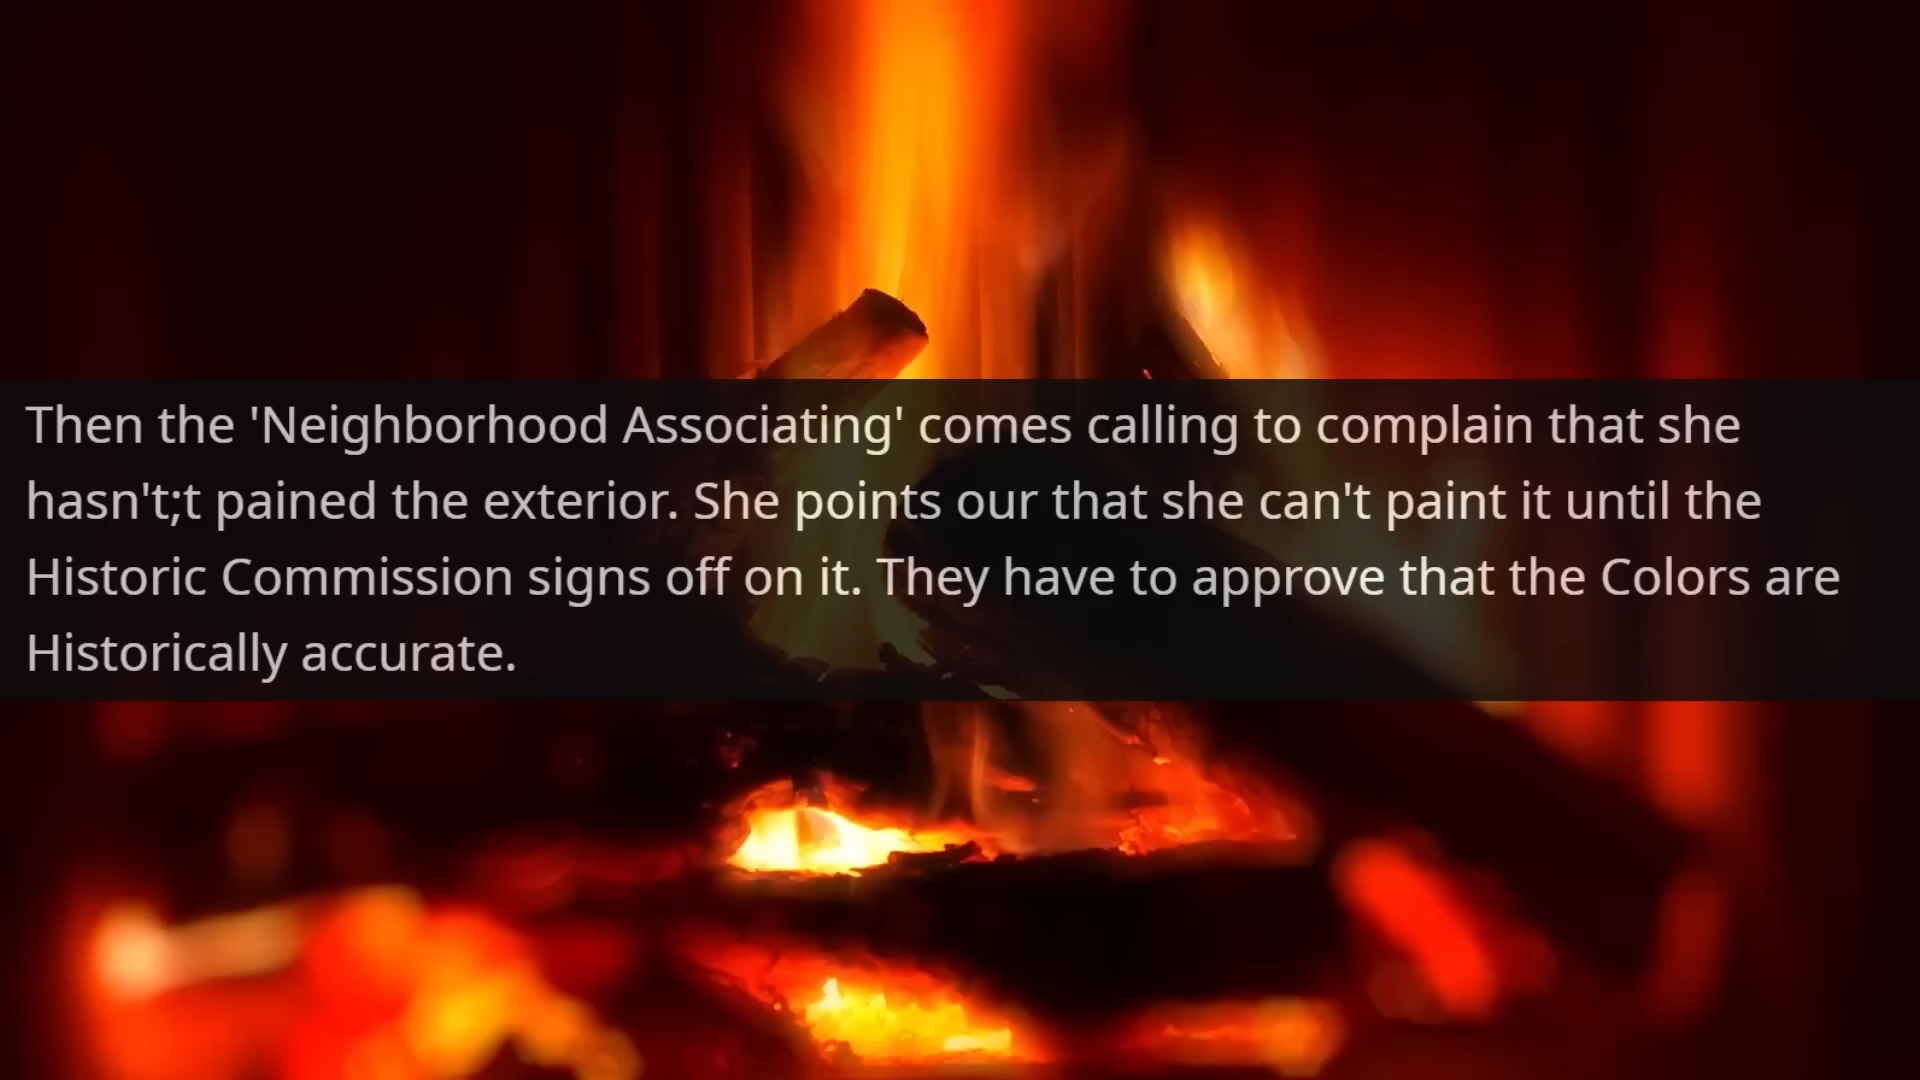 Then the 'Neighborhood Associating' comes calling to complain that she
hasn't;t pained the exterior. She points our that she can't paint it until the
Historic Commission signs off on it. They have to approve that the Colors are
Historically accurate.